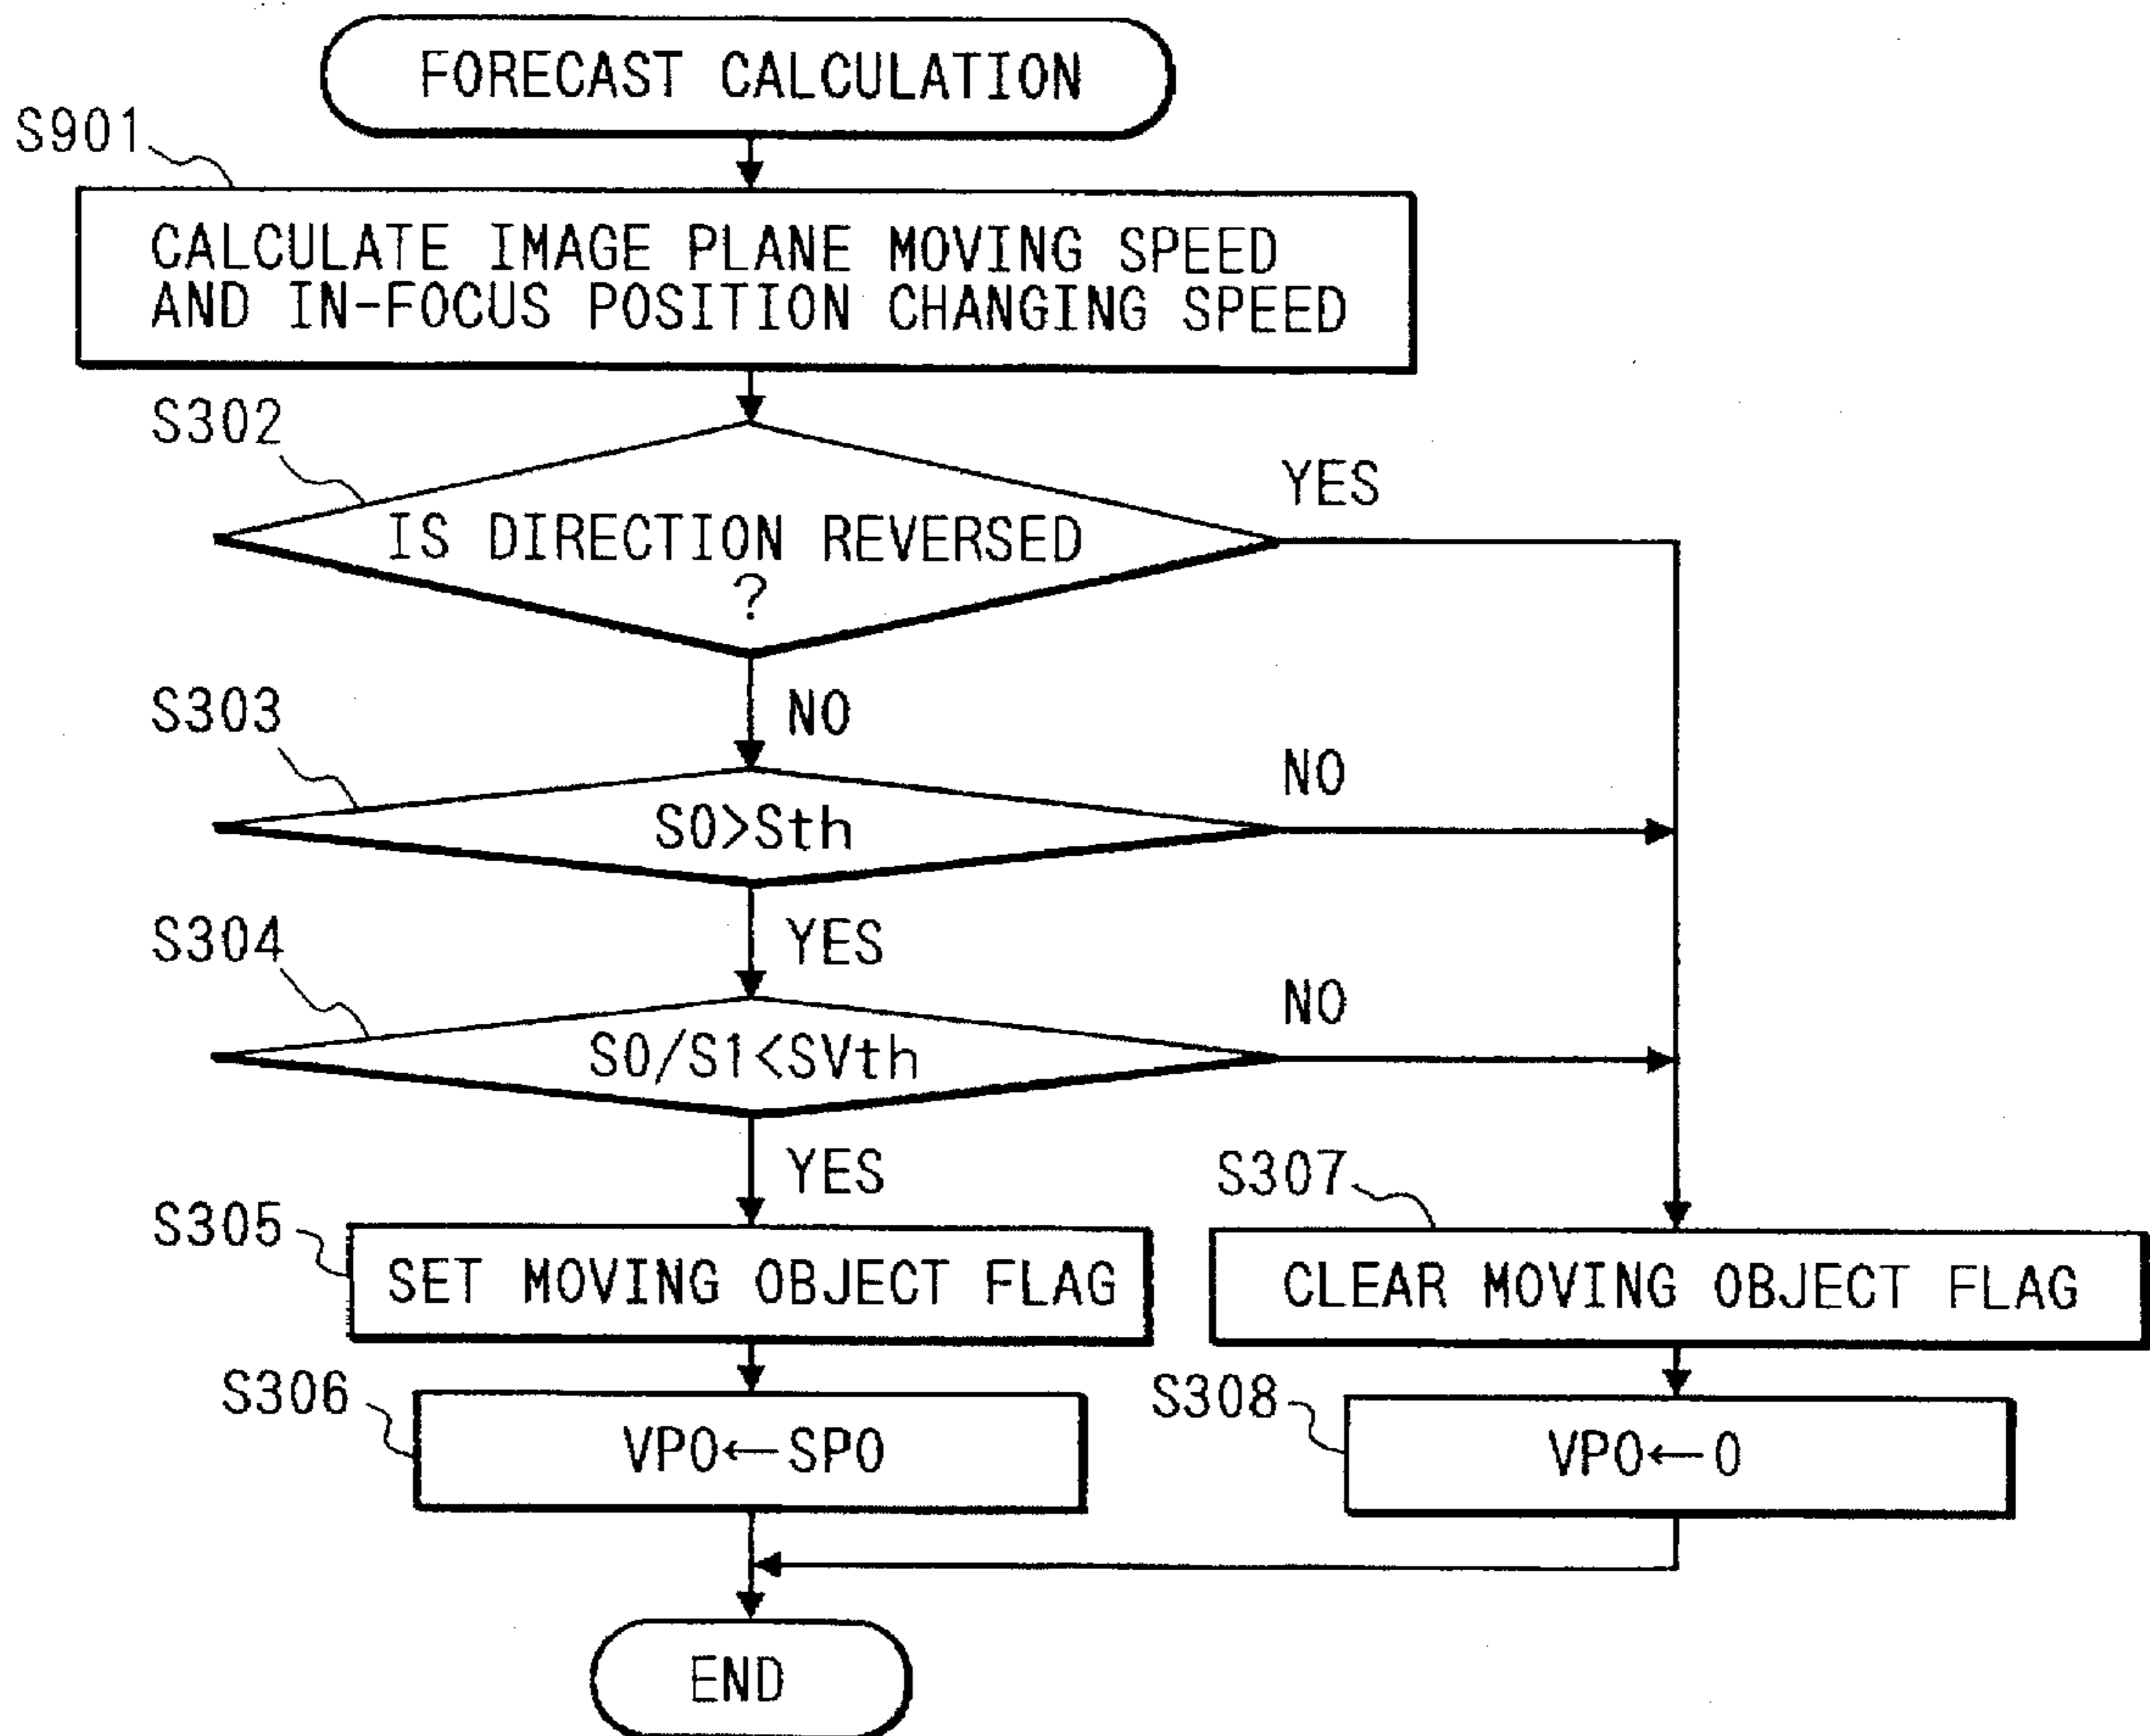 FORECAST CALCULATION
S901
CALCULATE IMAGE PLANE MOVING SPEED
AND IN-FOCUS POSITION CHANGING SPEED
S302
YES
IS DIRECTION REVERSED
?
S303
NO
NO
S0>Sth
S304
YES
NO
S0/S1<SVth
YES
S305
SET MOVING OBJECT FLAG
S307
CLEAR MOVING OBJECT FLAG
S306
VP0←SP0
S308
VP0←0
END